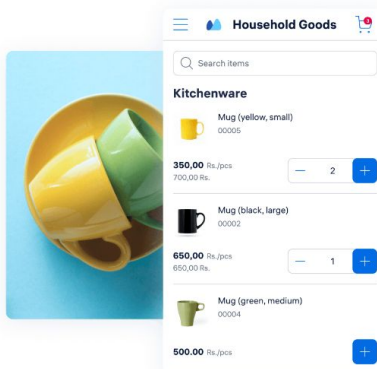 Household Goods
3
Search items
Kitchenware
Mug (yellow, small)
00005
350,00 Rs./pcs
2
700,00 Rs.
Mug (black, large)
00002
650,00 Rs./pcs
1
650,00 Rs.
Mug (green, medium)
00004
500.00 Rs./pcs